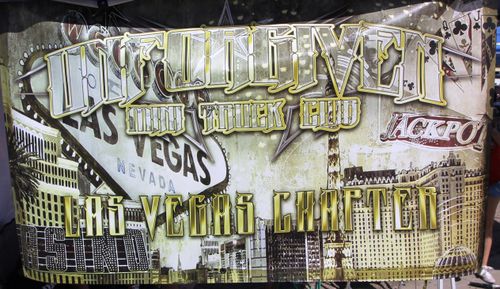 UNFORGIVEN
MINI TRUCK CLUB
LAS VEGAS
NEVADA
JACKPOT
LAS VEGAS CHAPTER